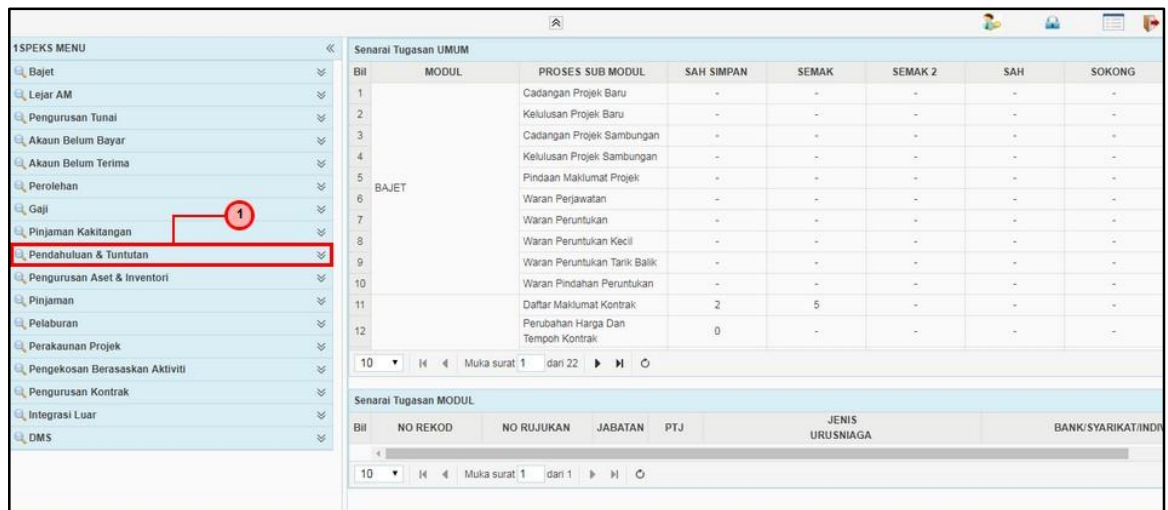 1SPEKS MENU
Bajet
Lejar AM
Pengurusan Tunai
Akaun Belum Bayar
Akaun Belum Terima
Perolehan
Gaji
Pinjaman Kakitangan
1
Pendahuluan & Tuntutan
Pengurusan Aset & Inventori
Pinjaman
Pelaburan
Perakaunan Projek
Pengekosan Berasaskan Aktiviti
Pengurusan Kontrak
Integrasi Luar
DMS
Senarai Tugasan UMUM
Bil MODUL PROSES SUB MODUL SAH SIMPAN SEMAK SEMAK 2 SAH SOKONG
1 Cadangan Projek Baru - - - - -
2 Kelulusan Projek Baru - - - - -
3 Cadangan Projek Sambungan - - - - -
4 Kelulusan Projek Sambungan - - - - -
5 Pindaan Maklumat Projek - - - - -
BAJET
6 Waran Perjawatan - - - - -
7 Waran Peruntukan - - - - -
8 Waran Peruntukan Kecil - - - - -
9 Waran Peruntukan Tarik Balik - - - - -
10 Waran Pindahan Peruntukan - - - - -
11 Daftar Maklumat Kontrak 2 5 - - -
12 Perubahan Harga Dan
Tempoh Kontrak 0 - - - -
10 Muka surat 1 dari 22
Senarai Tugasan MODUL
Bil NO REKOD NO RUJUKAN JABATAN PTJ JENIS
URUSNIAGA BANK/SYARIKAT/INDIV
10 Muka surat 1 dari 1